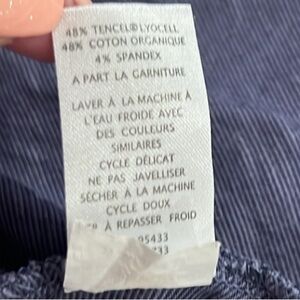 48% TENCEL® LYOCELL
48% COTON ORGANIQUE
4% SPANDEX
A PART LA GARNITURE
LAVER À LA MACHINE À
L'EAU FROIDE AVEC
DES COULEURS
SIMILAIRES
CYCLE DÉLICAT
NE PAS JAVELLISER
SÉCHER À LA MACHINE
CYCLE DOUX
À REPASSER FROID
95433